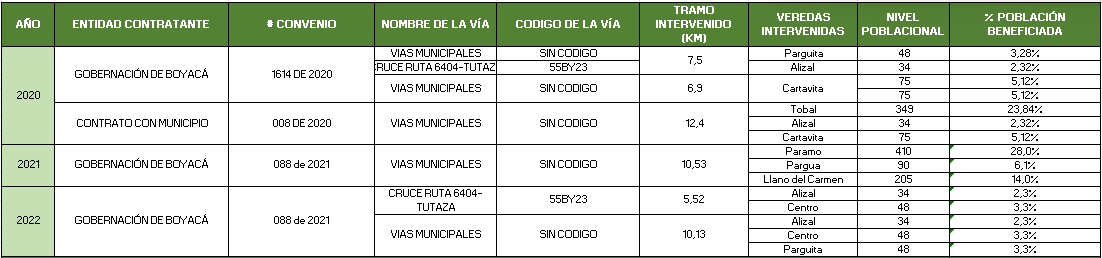 AÑO ENTIDAD CONTRATANTE # CONVENIO NOMBRE DE LA VÍA CODIGO DE LA VÍA TRAMO INTERVENIDO (KM) VEREDAS INTERVENIDAS NIVEL POBLACIONAL % POBLACIÓN BENEFICIADA
2020 GOBERNACIÓN DE BOYACÁ 1614 DE 2020 VIAS MUNICIPALES SIN CODIGO 7,5 Parguita 48 3,28%
CRUCE RUTA 6404-TUTAZ 55BY23 Alizal 34 2,32%
VIAS MUNICIPALES SIN CODIGO 6,9 Cartavita 75 5,12%
75 5,12%
CONTRATO CON MUNICIPIO 008 DE 2020 VIAS MUNICIPALES SIN CODIGO 12,4 Tobal 349 23,84%
Alizal 34 2,32%
Cartavita 75 5,12%
2021 GOBERNACIÓN DE BOYACÁ 088 de 2021 VIAS MUNICIPALES SIN CODIGO 10,53 Paramo 410 28,0%
Pargua 90 6,1%
Llano del Carmen 205 14,0%
2022 GOBERNACIÓN DE BOYACÁ 088 de 2021 CRUCE RUTA 6404-
TUTAZA 55BY23 5,52 Alizal 34 2,3%
Centro 48 3,3%
VIAS MUNICIPALES SIN CODIGO 10,13 Alizal 34 2,3%
Centro 48 3,3%
Parguita 48 3,3%